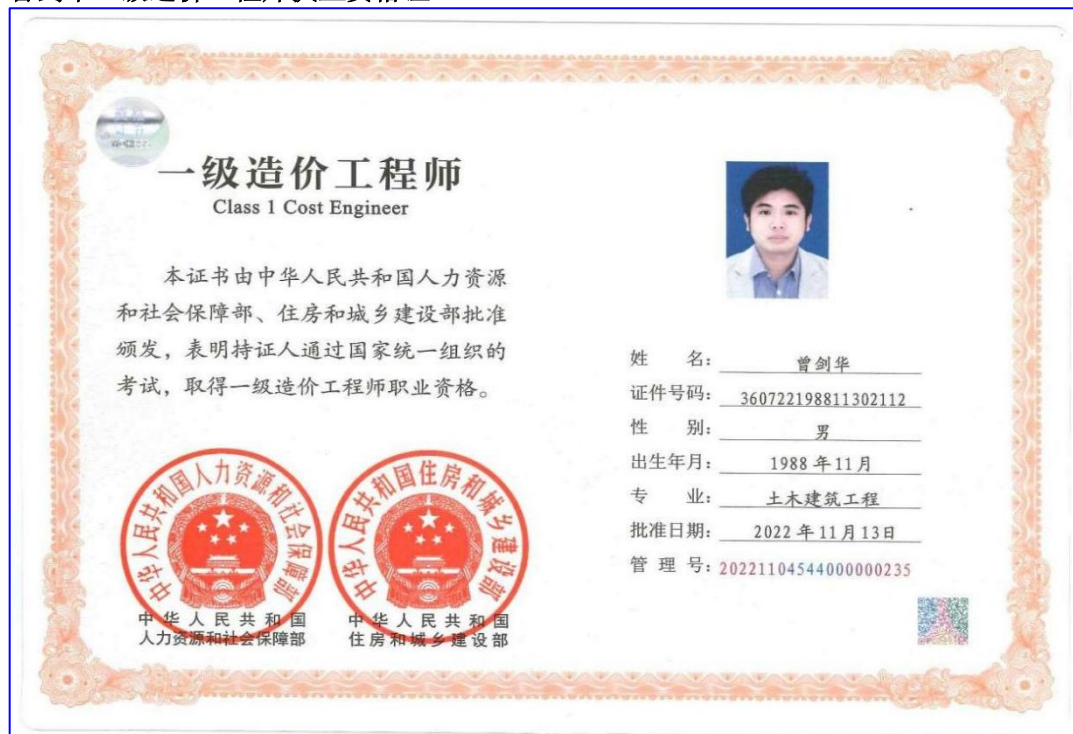 一级造价工程师
Class 1 Cost Engineer
本证书由中华人民共和国人力资源
和社会保障部、住房和城乡建设部批准
颁发，表明持证人通过国家统一组织的
考试，取得一级造价工程师职业资格。
姓 名：曾剑华
证件号码：360722198811302112
性 别：男
出生年月：1988年11月
专 业：土木建筑工程
批准日期：2022年11月13日
管 理 号：20221104544000000235
中华人民共和国人力资源和社会保障部
中华人民共和国住房和城乡建设部
中华人民共和国
人力资源和社会保障部
中华人民共和国
住房和城乡建设部